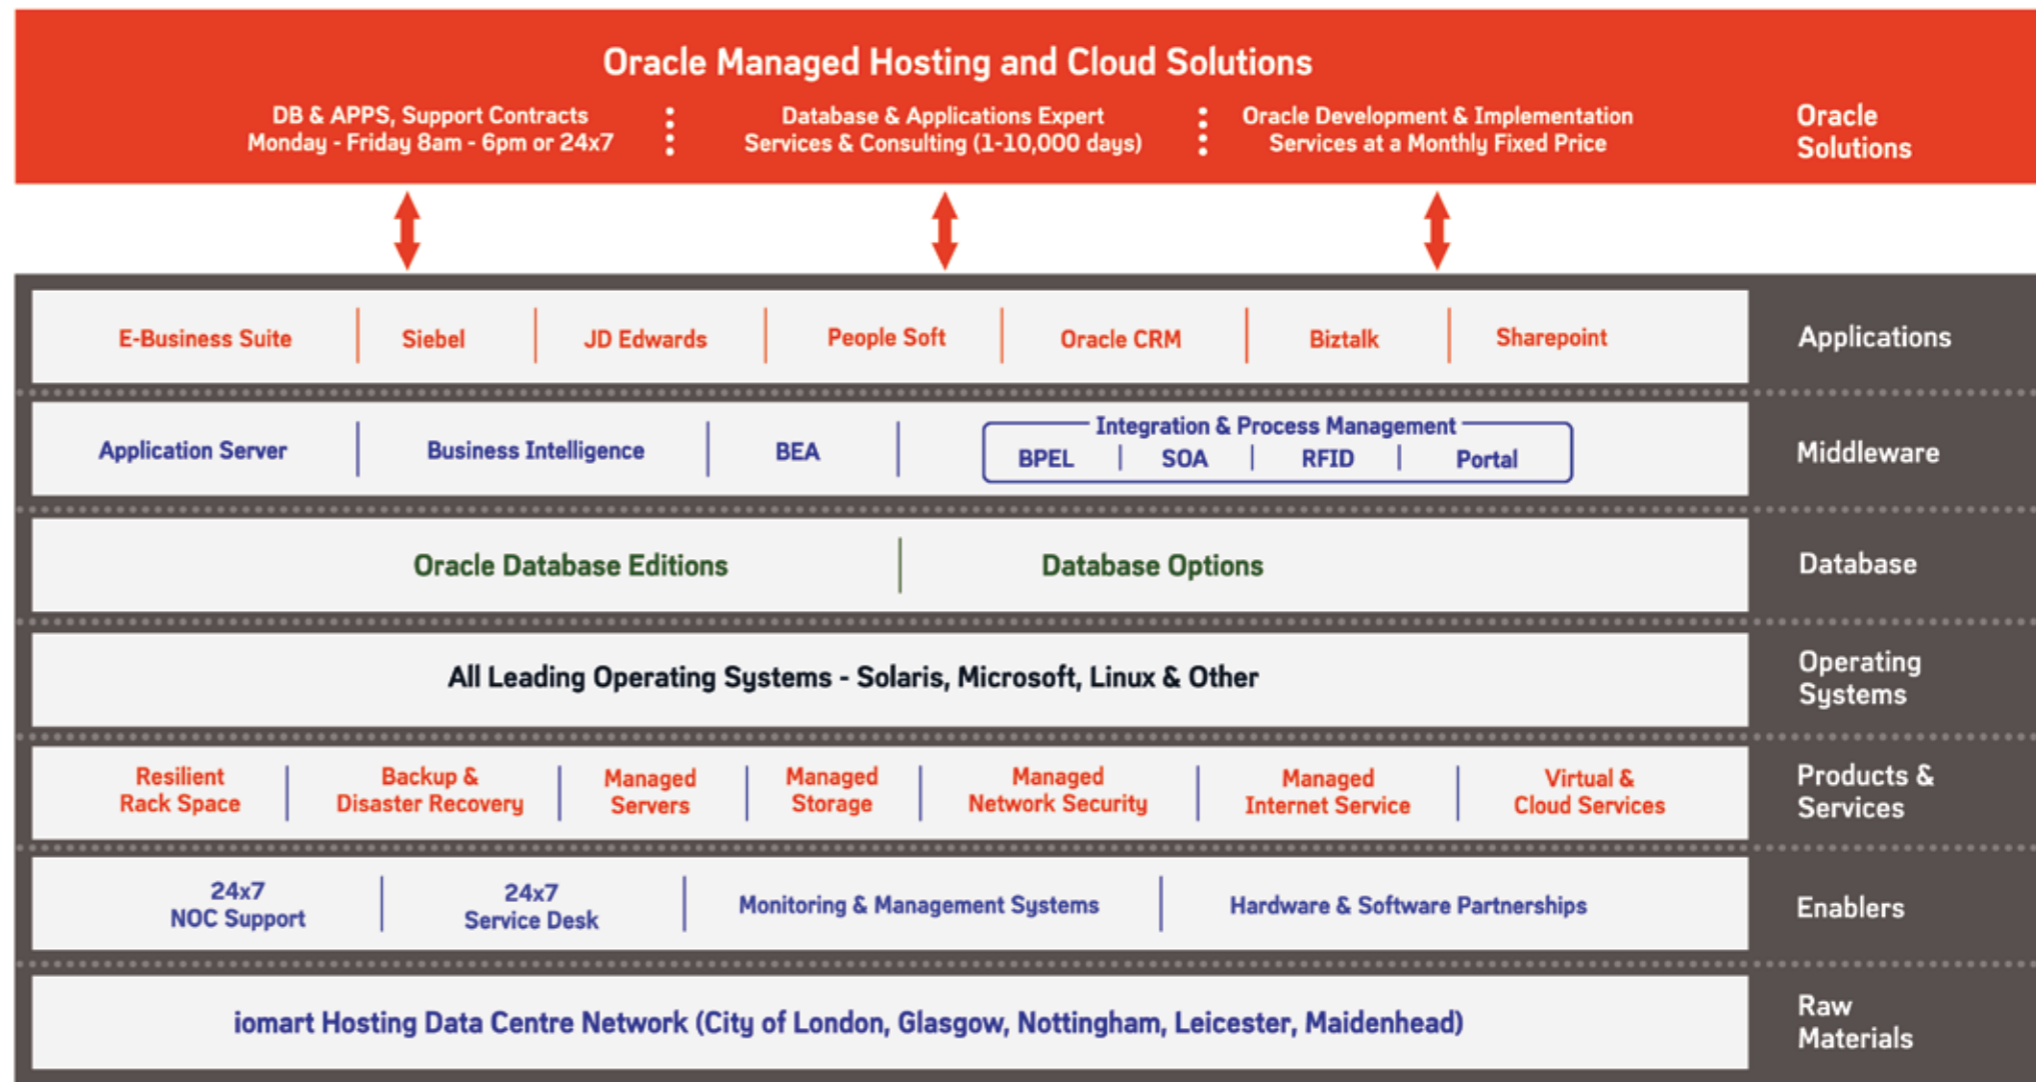 Oracle Managed Hosting and Cloud Solutions
DB & APPS, Support Contracts
Monday - Friday 8am - 6pm or 24x7
Database & Applications Expert
Services & Consulting (1-10,000 days)
Oracle Development & Implementation
Services at a Monthly Fixed Price
Oracle
Solutions
E-Business Suite
Siebel
JD Edwards
People Soft
Oracle CRM
Biztalk
Sharepoint
Applications
Application Server
Business Intelligence
BEA
Integration & Process Management
BPEL
SOA
RFID
Portal
Middleware
Oracle Database Editions
Database Options
Database
All Leading Operating Systems - Solaris, Microsoft, Linux & Other
Operating
Systems
Resilient
Rack Space
Backup &
Disaster Recovery
Managed
Servers
Managed
Storage
Managed
Network Security
Managed
Internet Service
Virtual &
Cloud Services
Products &
Services
24x7
NOC Support
24x7
Service Desk
Monitoring & Management Systems
Hardware & Software Partnerships
Enablers
iomart Hosting Data Centre Network (City of London, Glasgow, Nottingham, Leicester, Maidenhead)
Raw
Materials